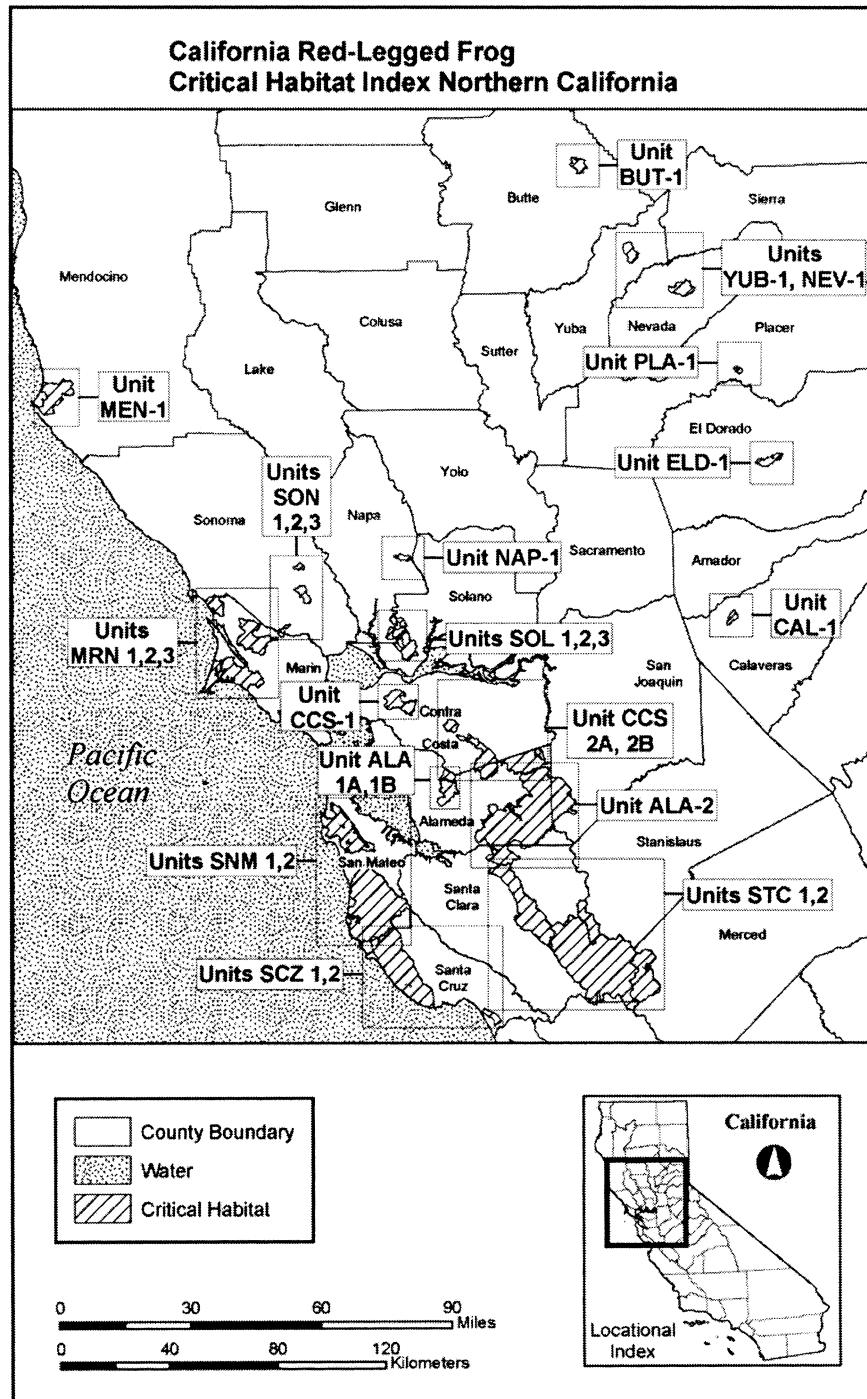 California Red-Legged Frog
Critical Habitat Index Northern California
Unit
BUT-1
Glenn
Butte
Sierra
Mendocino
Units
YUB-1, NEV-1
Colusa
Lake
Sutter
Yuba
Nevada
Placer
Unit PLA-1
Unit
MEN-1
El Dorado
Units
SON
1,2,3
Yolo
Unit ELD-1
Sonoma
Napa
Unit NAP-1
Sacramento
Amador
Solano
Unit
CAL-1
Units
MRN 1,2,3
Marin
Units SOL 1,2,3
San
Joaquin
Calaveras
Unit
CCS-1
Contra
Costa
Unit CCS
2A, 2B
Pacific
Ocean
Unit ALA
1A,1B
Alameda
Unit ALA-2
Stanislaus
Units SNM 1,2
San Mateo
Santa
Clara
Units STC 1,2
Merced
Units SCZ 1,2
Santa
Cruz
County Boundary
Water
Critical Habitat
California
0 30 60 90
Miles
0 40 80 120
Kilometers
Locational
Index